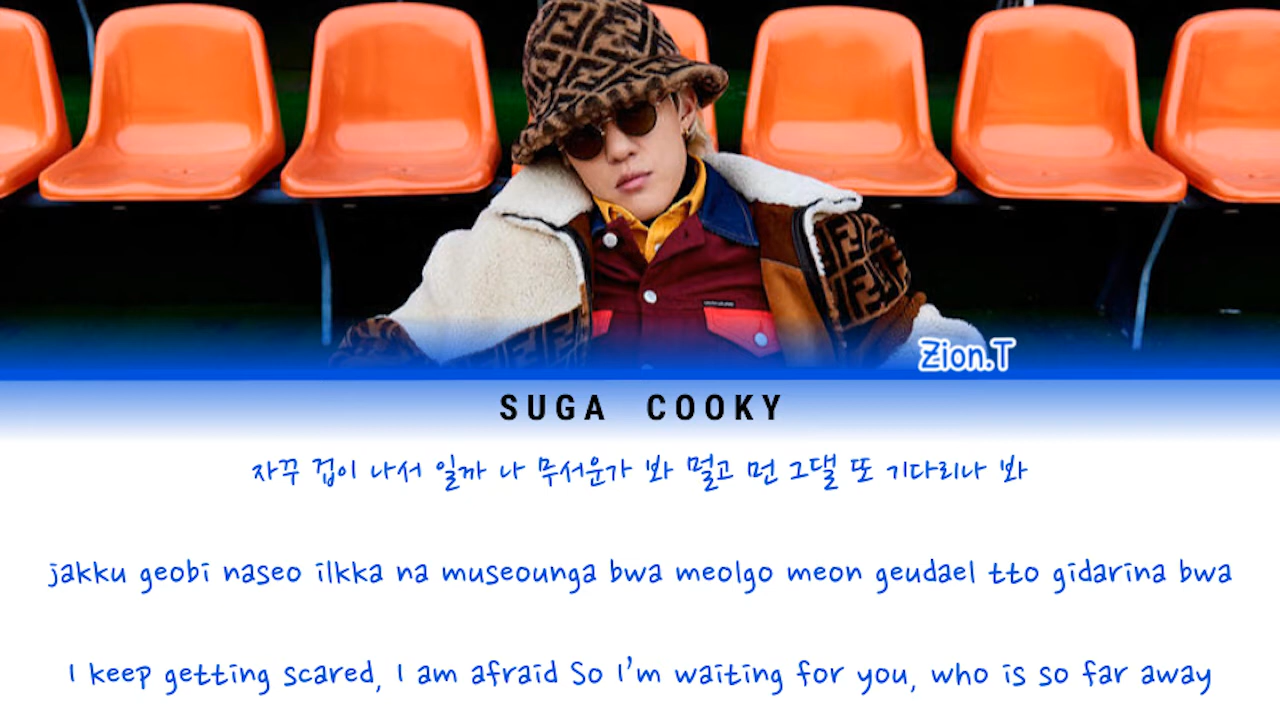 Zion.T
SUGA COOKY
자꾸 겁이 나서 일까 나 무서운가 봐 멀고 먼 그댈 또 기다리나 봐
jakku geobi naseo ilkka na museounga bwa meolgo meon geudael tto gidarina bwa
I keep getting scared, I am afraid So I'm waiting for you, who is so far away